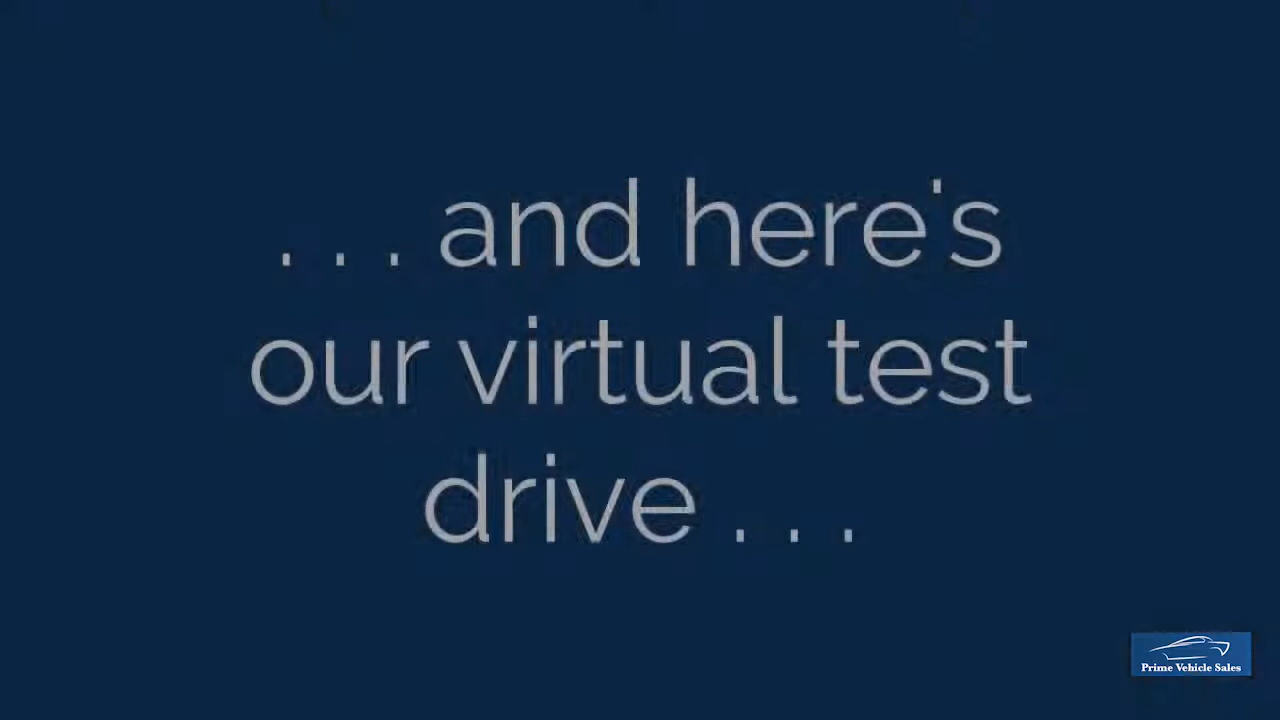 . . . and here's
our virtual test
drive . . .
Prime Vehicle Sales